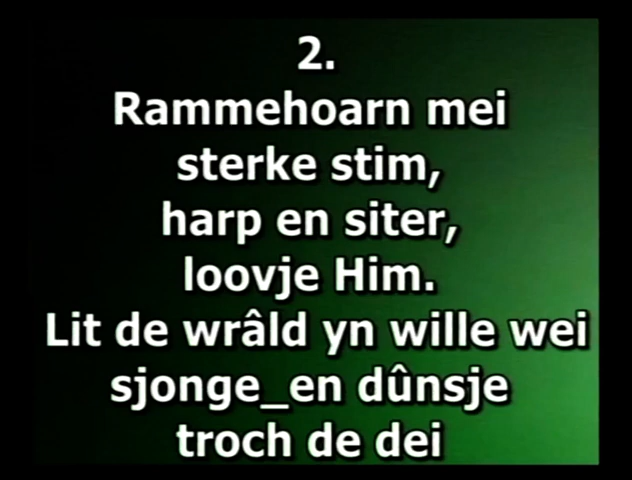 2.
Rammehoarn mei
sterke stim,
harp en siter,
loovje Him.
Lit de wrâld yn wille wei
sjonge_en dûnsje
troch de dei